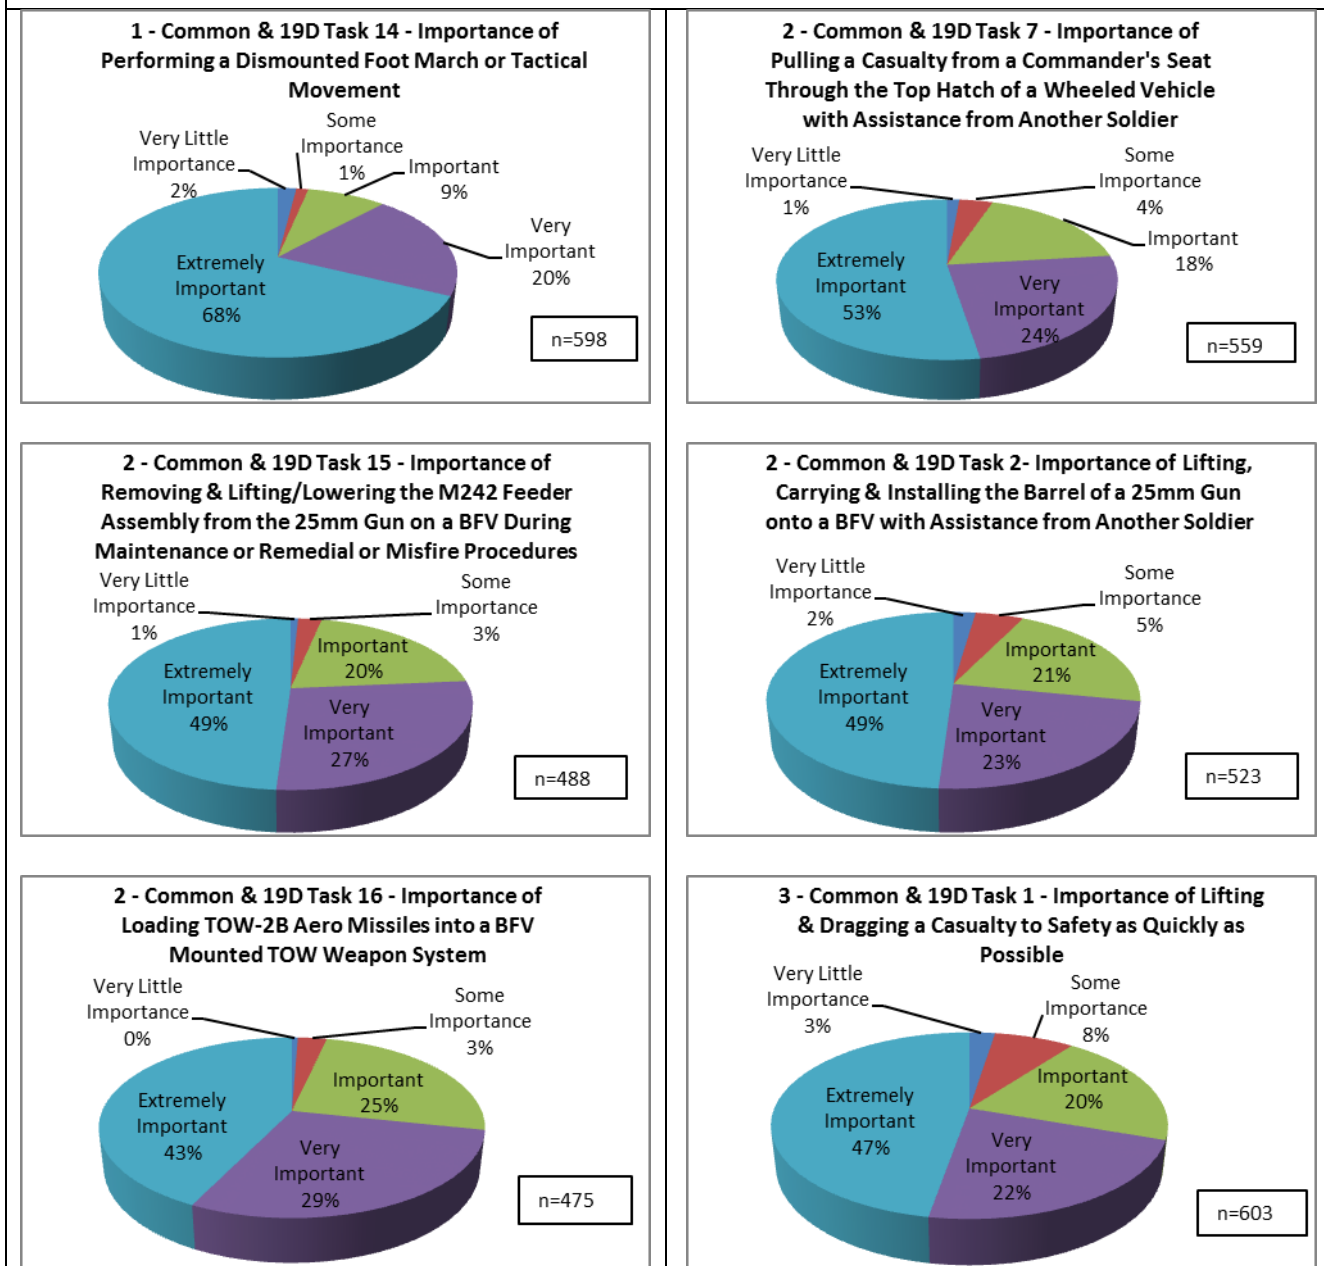 1 - Common & 19D Task 14 - Importance of
Performing a Dismounted Foot March or Tactical
Movement
Very Little
Importance
2%
Some
Importance
1%
Important
9%
Very
Important
20%
Extremely
Important
68%
n=598
2 - Common & 19D Task 7 - Importance of
Pulling a Casualty from a Commander's Seat
Through the Top Hatch of a Wheeled Vehicle
with Assistance from Another Soldier
Very Little
Importance
1%
Some
Importance
4%
Important
18%
Very
Important
24%
Extremely
Important
53%
n=559
2 - Common & 19D Task 15 - Importance of
Removing & Lifting/Lowering the M242 Feeder
Assembly from the 25mm Gun on a BFV During
Maintenance or Remedial or Misfire Procedures
Very Little
Importance
1%
Some
Importance
3%
Important
20%
Very
Important
27%
Extremely
Important
49%
n=488
2 - Common & 19D Task 2- Importance of Lifting,
Carrying & Installing the Barrel of a 25mm Gun
onto a BFV with Assistance from Another Soldier
Very Little
Importance
2%
Some
Importance
5%
Important
21%
Very
Important
23%
Extremely
Important
49%
n=523
2 - Common & 19D Task 16 - Importance of
Loading TOW-2B Aero Missiles into a BFV
Mounted TOW Weapon System
Very Little
Importance
0%
Some
Importance
3%
Important
25%
Very
Important
29%
Extremely
Important
43%
n=475
3 - Common & 19D Task 1 - Importance of Lifting
& Dragging a Casualty to Safety as Quickly as
Possible
Very Little
Importance
3%
Some
Importance
8%
Important
20%
Very
Important
22%
Extremely
Important
47%
n=603